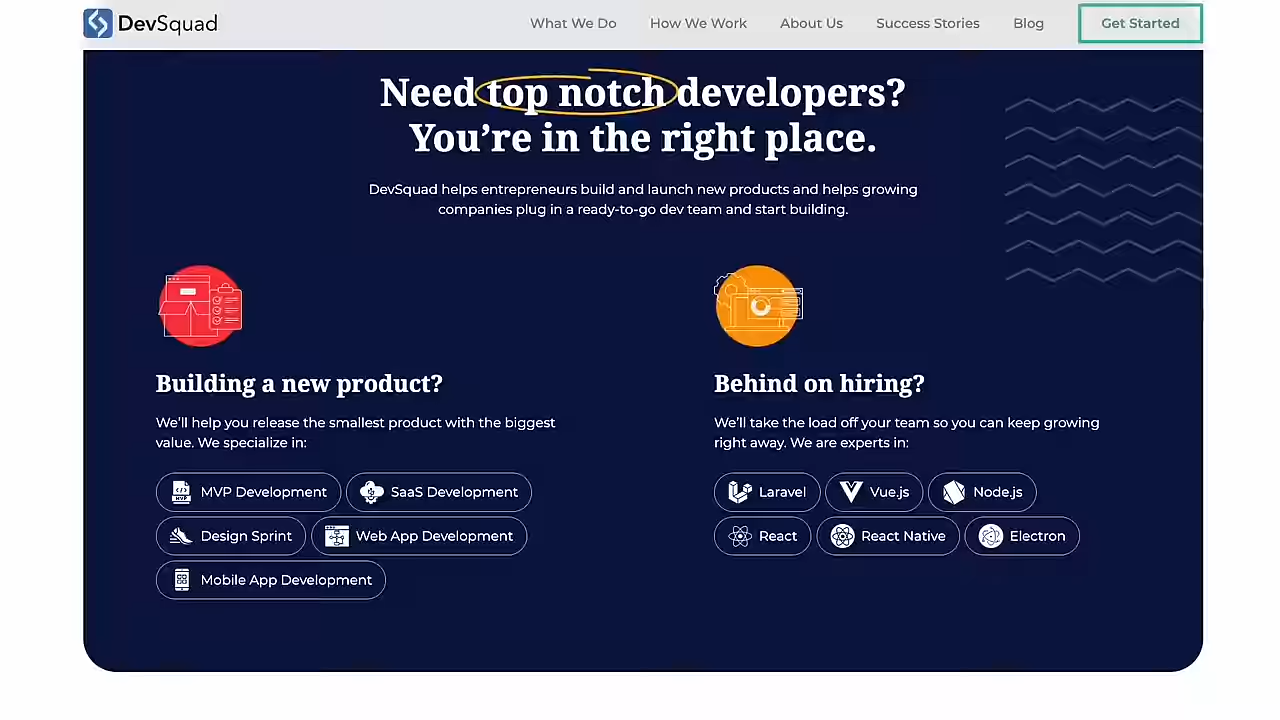 DevSquad
What We Do
How We Work
About Us
Success Stories
Blog
Get Started
Need top notch developers?
You’re in the right place.
DevSquad helps entrepreneurs build and launch new products and helps growing
companies plug in a ready-to-go dev team and start building.
Building a new product?
We’ll help you release the smallest product with the biggest
value. We specialize in:
MVP Development
SaaS Development
Design Sprint
Web App Development
Mobile App Development
Behind on hiring?
We’ll take the load off your team so you can keep growing
right away. We are experts in:
Laravel
Vue.js
Node.js
React
React Native
Electron